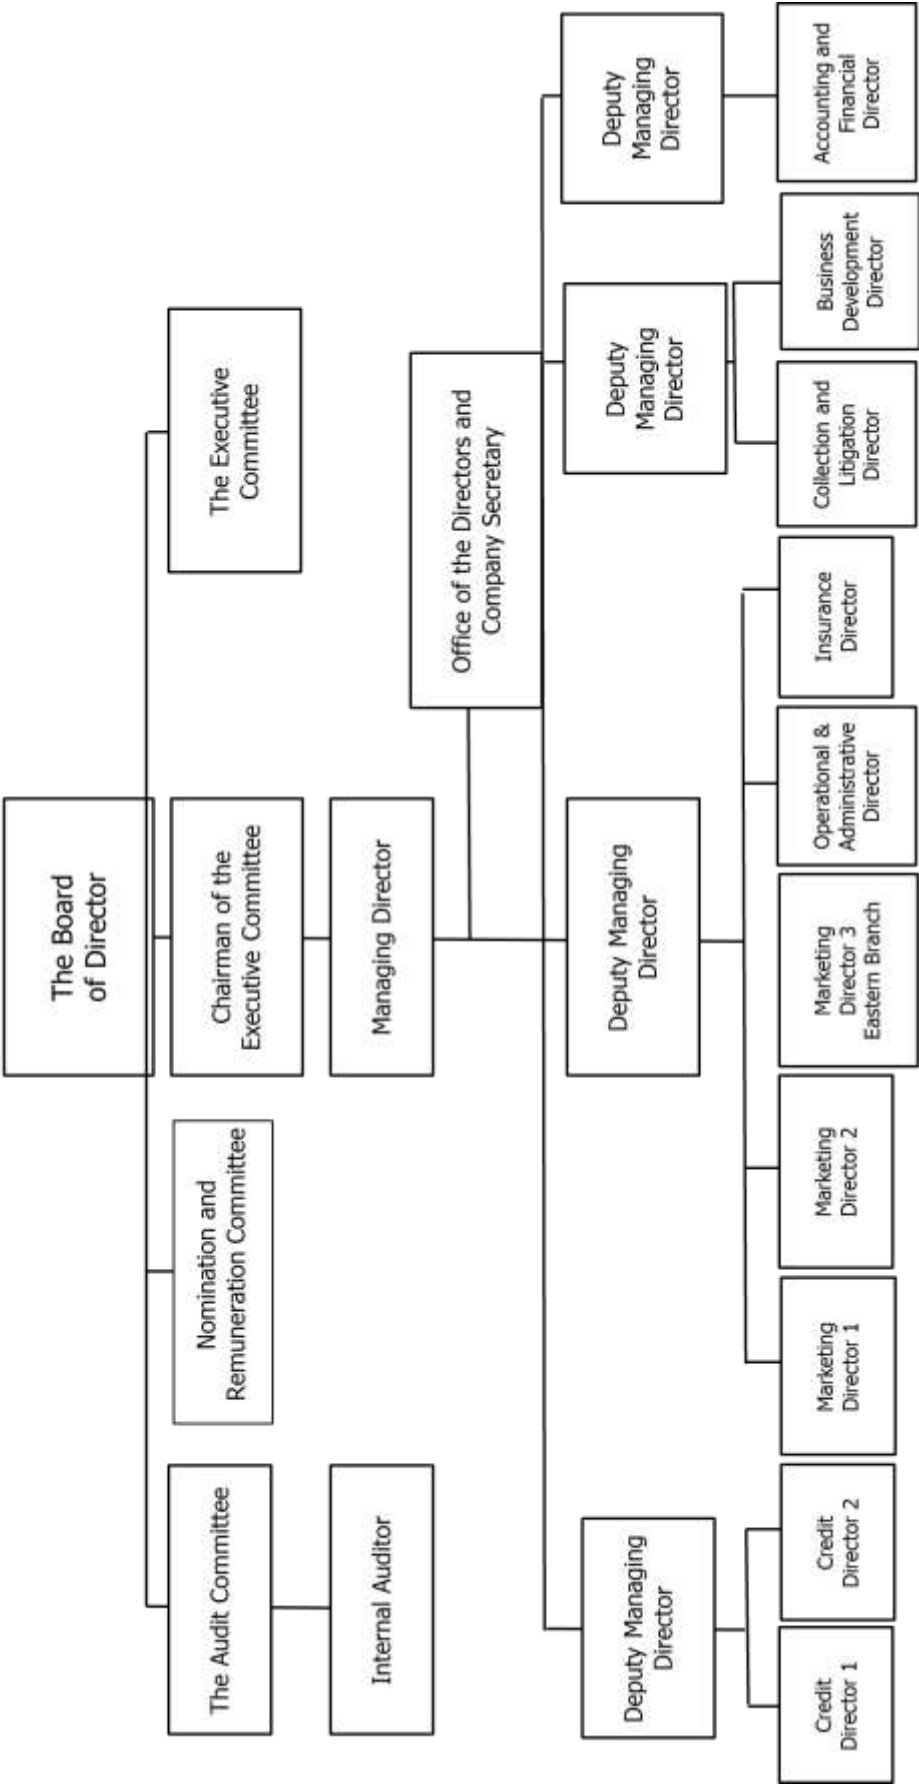 The Board
of Director
The Audit Committee
Nomination and
Remuneration Committee
Chairman of the
Executive Committee
The Executive
Committee
Internal Auditor
Managing Director
Office of the Directors and
Company Secretary
Deputy Managing
Director
Deputy Managing
Director
Deputy
Managing
Director
Deputy
Managing
Director
Credit
Director 1
Credit
Director 2
Marketing
Director 1
Marketing
Director 2
Marketing
Director 3
Eastern Branch
Operational &
Administrative
Director
Insurance
Director
Collection and
Litigation
Director
Business
Development
Director
Accounting and
Financial
Director